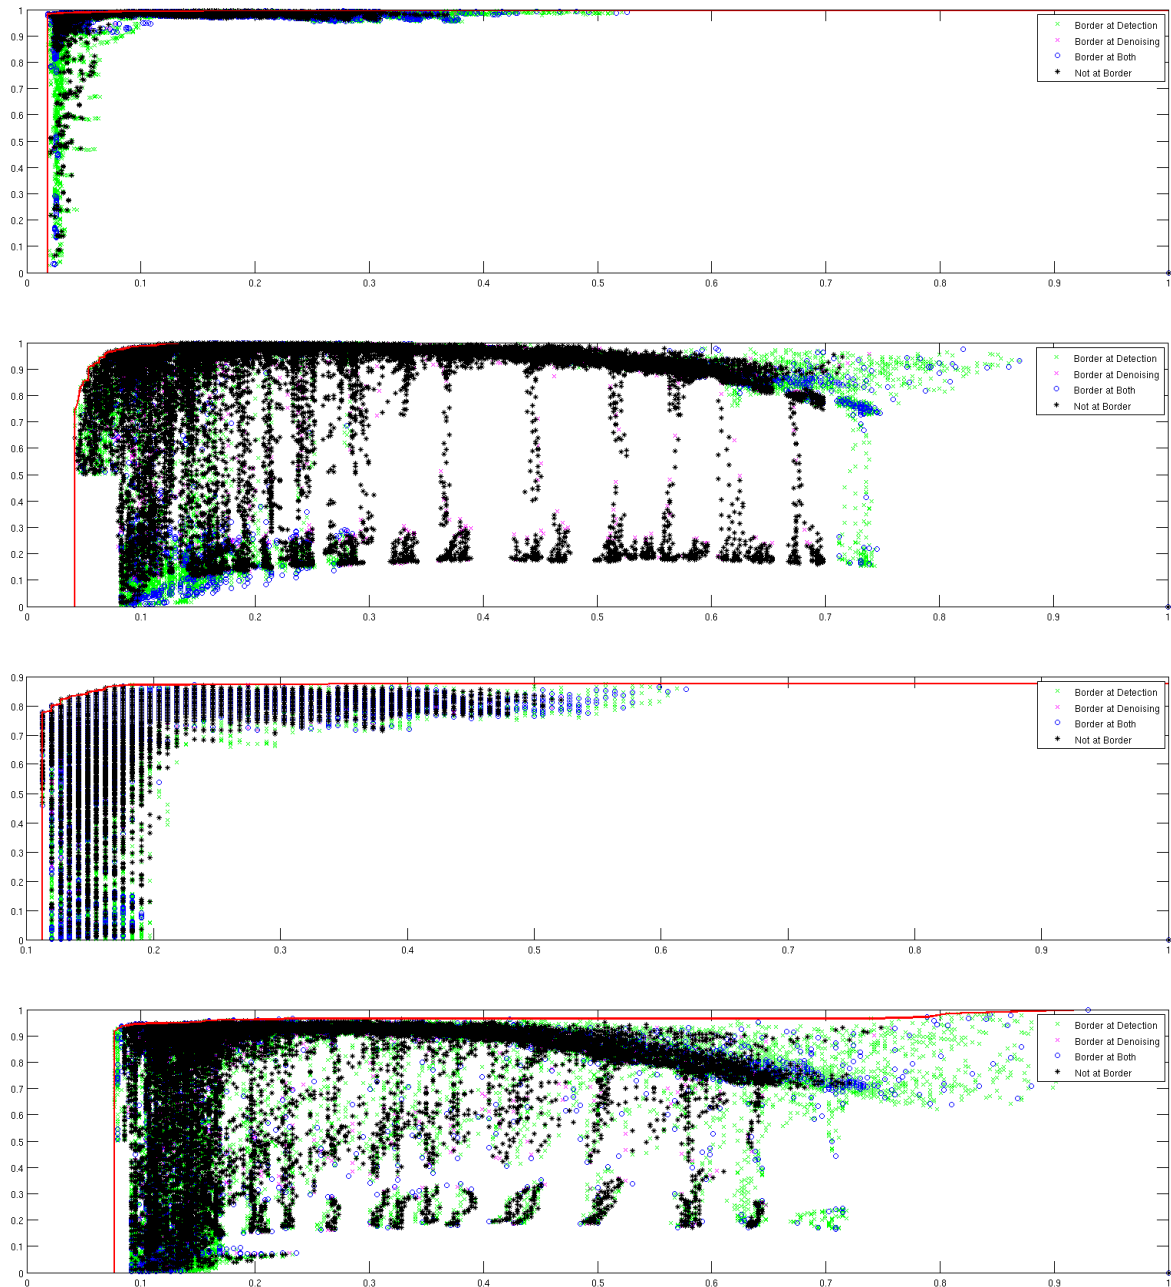 1
0.9
0.8
0.7
0.6
0.5
0.4
0.3
0.2
0.1
0
0.1 0.2 0.3 0.4 0.5 0.6 0.7 0.8 0.9 1
0
Border at Detection
Border at Denoising
Border at Both
Not at Border
1
0.9
0.8
0.7
0.6
0.5
0.4
0.3
0.2
0.1
0
0 0.1 0.2 0.3 0.4 0.5 0.6 0.7 0.8 0.9 1
Border at Detection
Border at Denoising
Border at Both
Not at Border
0.9
0.8
0.7
0.6
0.5
0.4
0.3
0.2
0.1
0
0.1 0.2 0.3 0.4 0.5 0.6 0.7 0.8 0.9 1
Border at Detection
Border at Denoising
Border at Both
Not at Border
1
0.9
0.8
0.7
0.6
0.5
0.4
0.3
0.2
0.1
0
0 0.1 0.2 0.3 0.4 0.5 0.6 0.7 0.8 0.9 1
Border at Detection
Border at Denoising
Border at Both
Not at Border